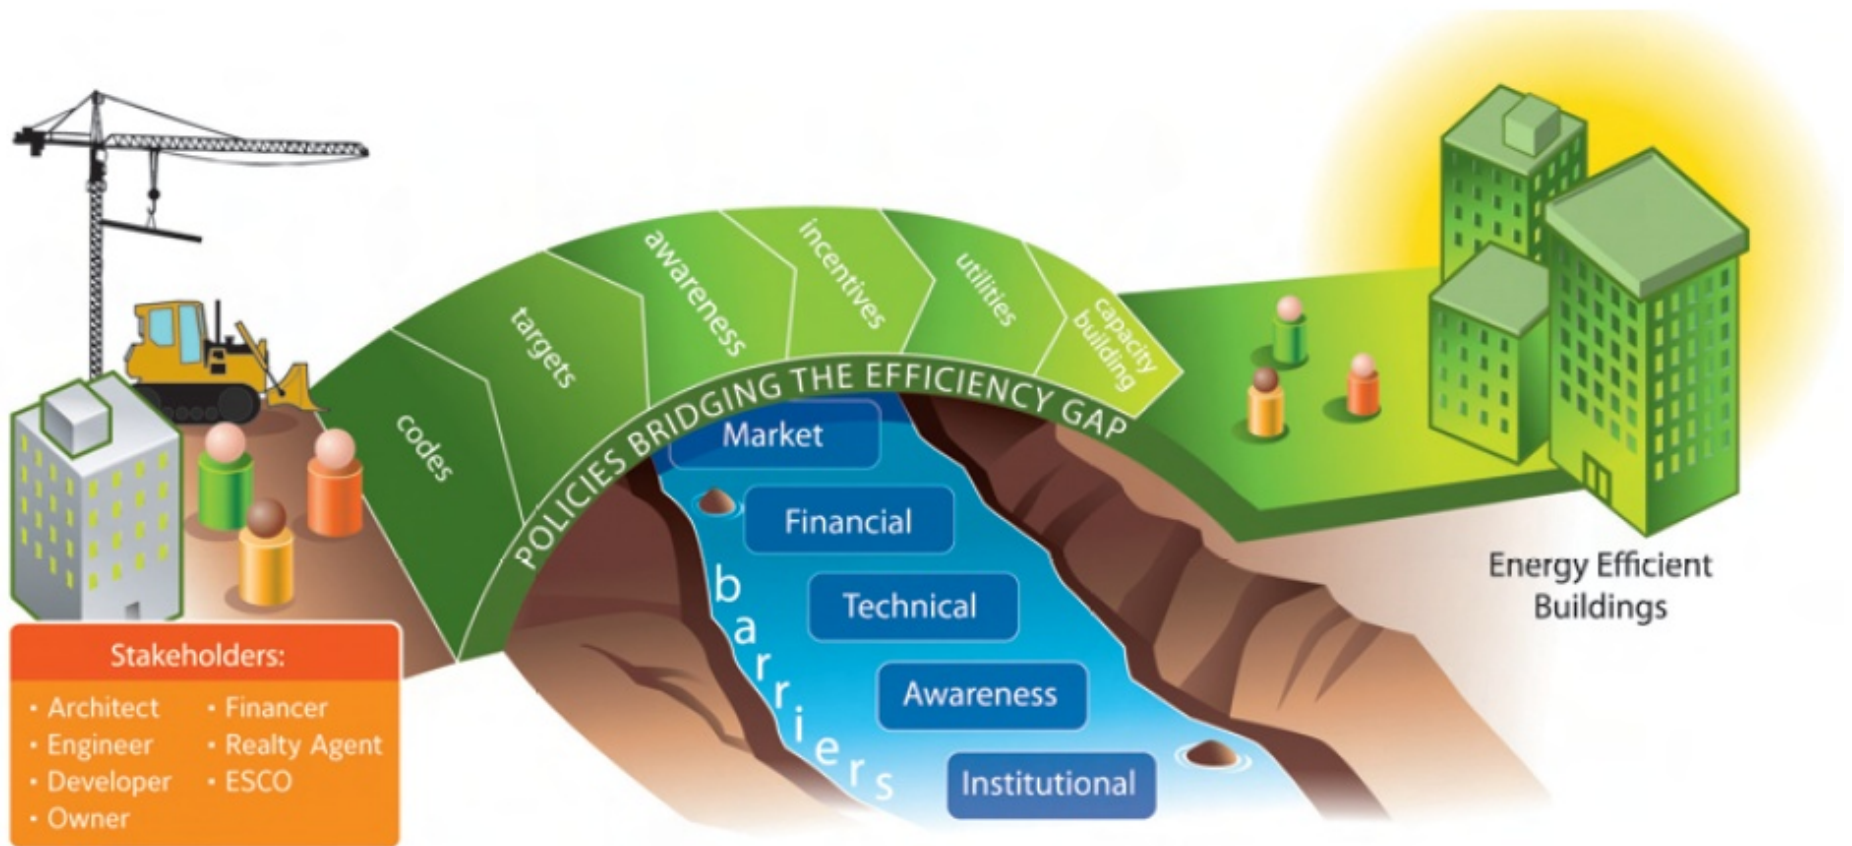 codes
targets
awareness
incentives
utilities
capacity
building
POLICIES BRIDGING THE EFFICIENCY GAP
Market
Financial
Technical
Awareness
Institutional
barriers
Energy Efficient
Buildings
Stakeholders:
• Architect
• Engineer
• Developer
• Owner
• Financer
• Realty Agent
• ESCO